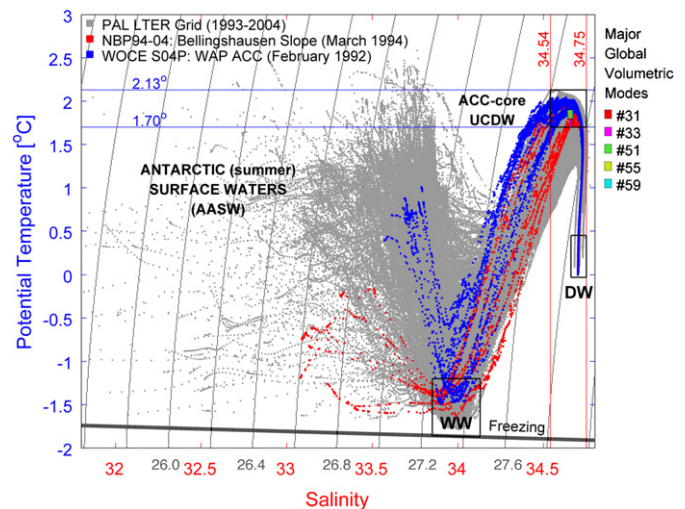 PAL LTER Grid (1993-2004)
NBP94-04: Bellingshausen Slope (March 1994)
WOCE S04P: WAP ACC (February 1992)
34.54
34.75
Major
Global
Volumetric
Modes
#31
#33
#51
#55
#59
2.13°
1.70°
ACC-core
UCDW
ANTARCTIC (summer)
SURFACE WATERS
(AASW)
DW
WW
Freezing
Potential Temperature [°C]
3
2.5
2
1.5
1
0.5
0
-0.5
-1
-1.5
-2
32
26.0
32.5
26.4
33
26.8
33.5
27.2
34
27.6
34.5
Salinity